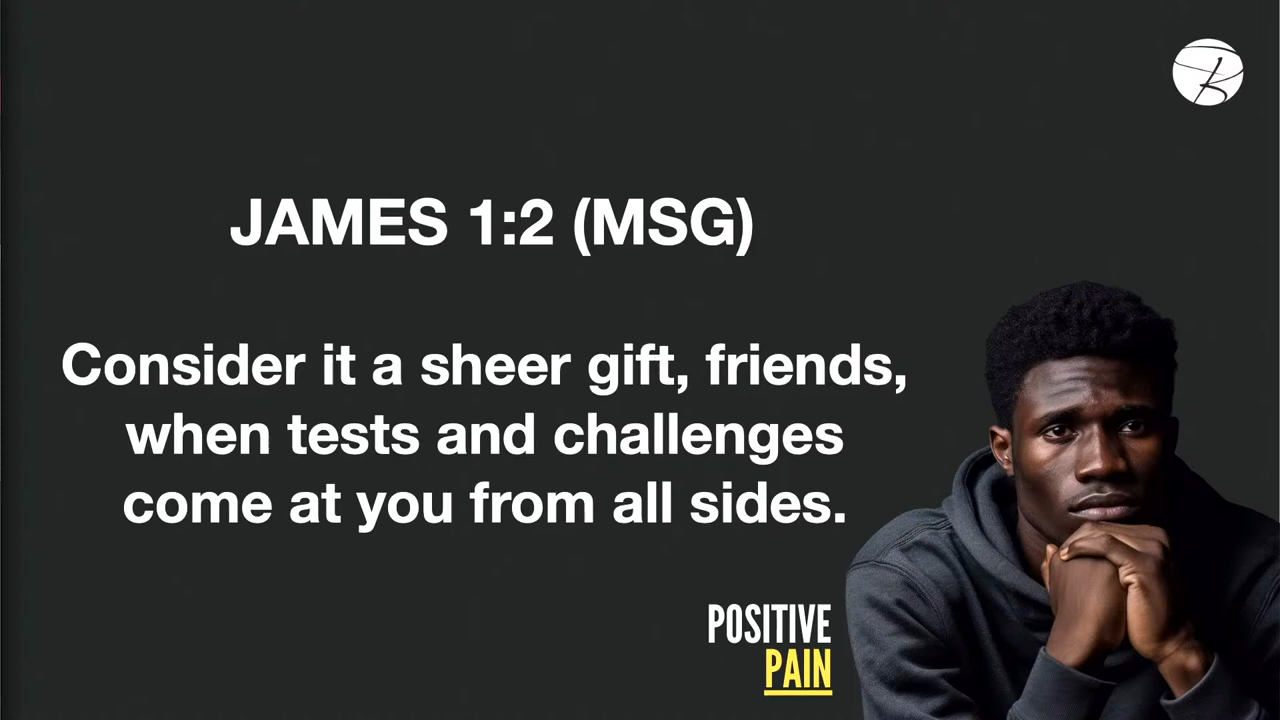 JAMES 1:2 (MSG)
Consider it a sheer gift, friends,
when tests and challenges
come at you from all sides.
POSITIVE
PAIN